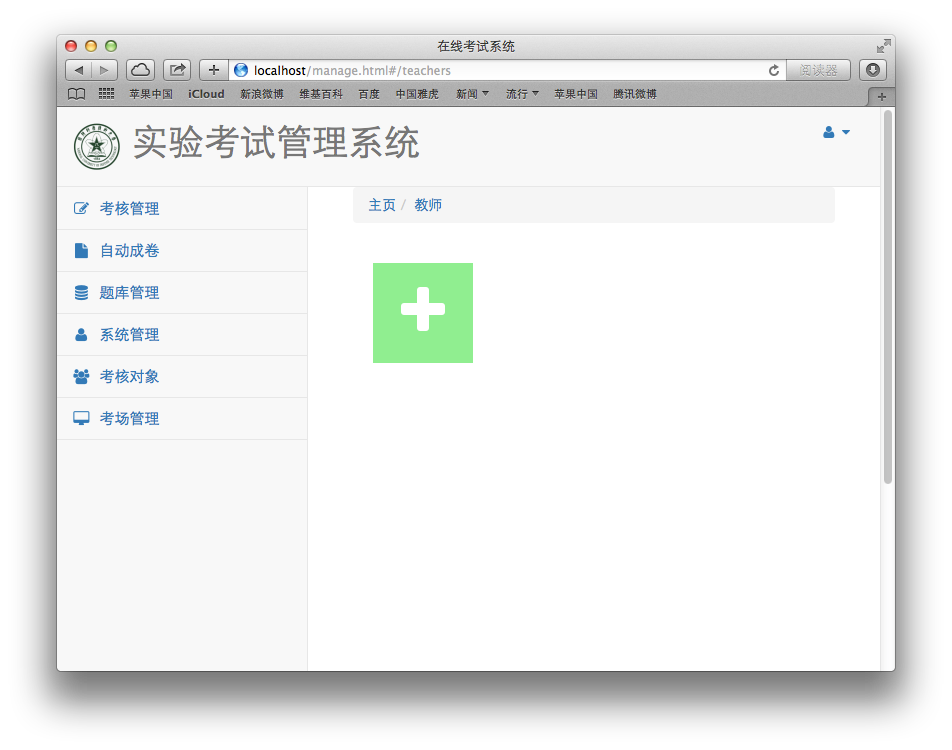 在线考试系统
localhost/manage.html#/teachers
阅读器
苹果中国 iCloud 新浪微博 维基百科 百度 中国雅虎 新闻 流行 苹果中国 腾讯微博
实验考试管理系统
主页 / 教师
考核管理
自动成卷
题库管理
系统管理
考核对象
考场管理